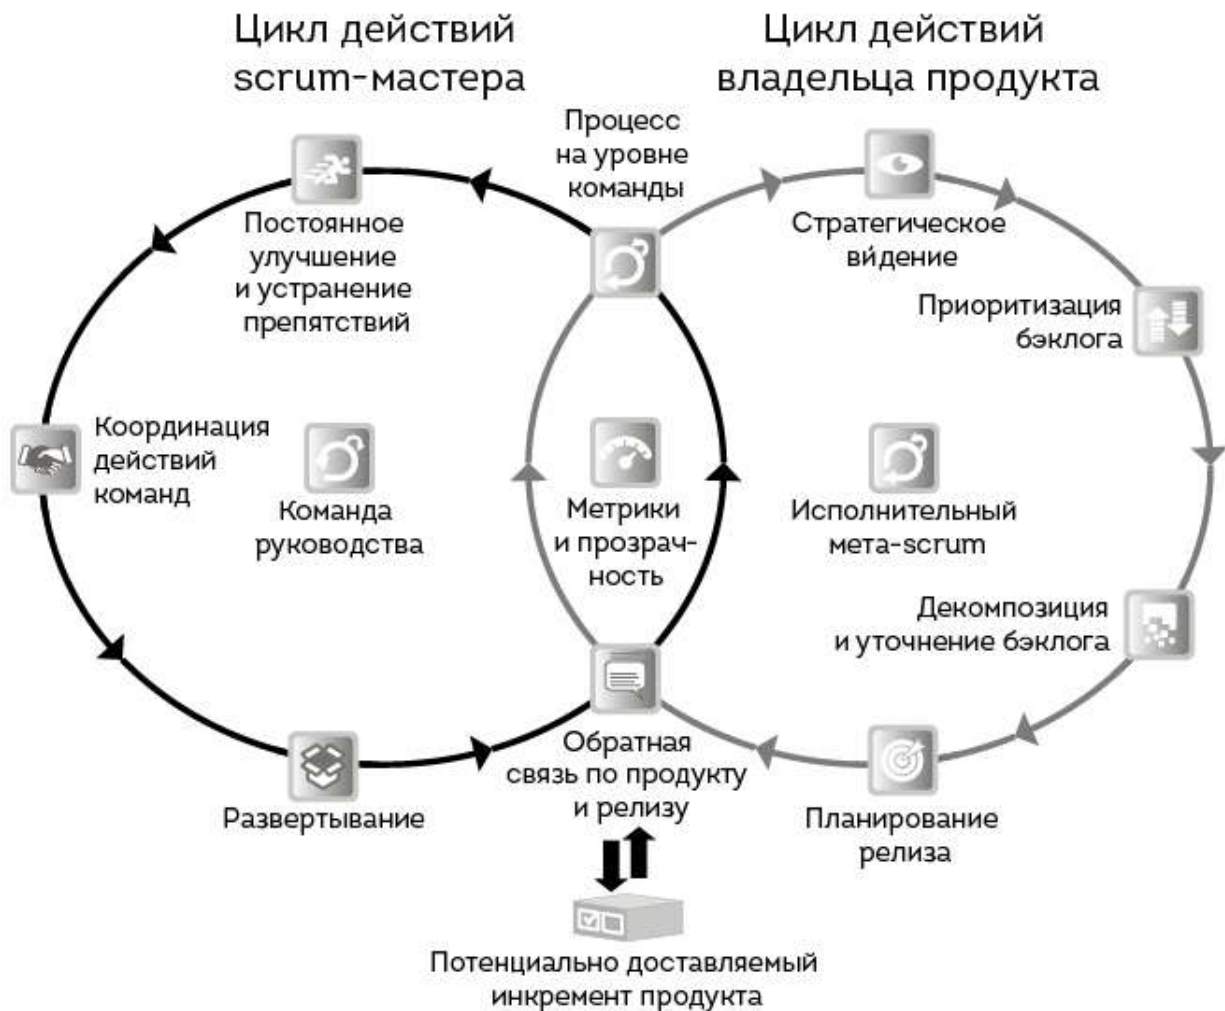 Цикл действий
scrum-мастера
Цикл действий
владельца продукта
Процесс
на уровне
команды
Постоянное
улучшение
и устранение
препятствий
Стратегическое
ви́дение
Приоритизация
бэклога
Координация
действий
команд
Команда
руководства
Метрики
и прозрач-
ность
Исполнительный
мета-scrum
Декомпозиция
и уточнение бэклога
Развертывание
Обратная
связь по продукту
и релизу
Планирование
релиза
Потенциально доставляемый
инкремент продукта